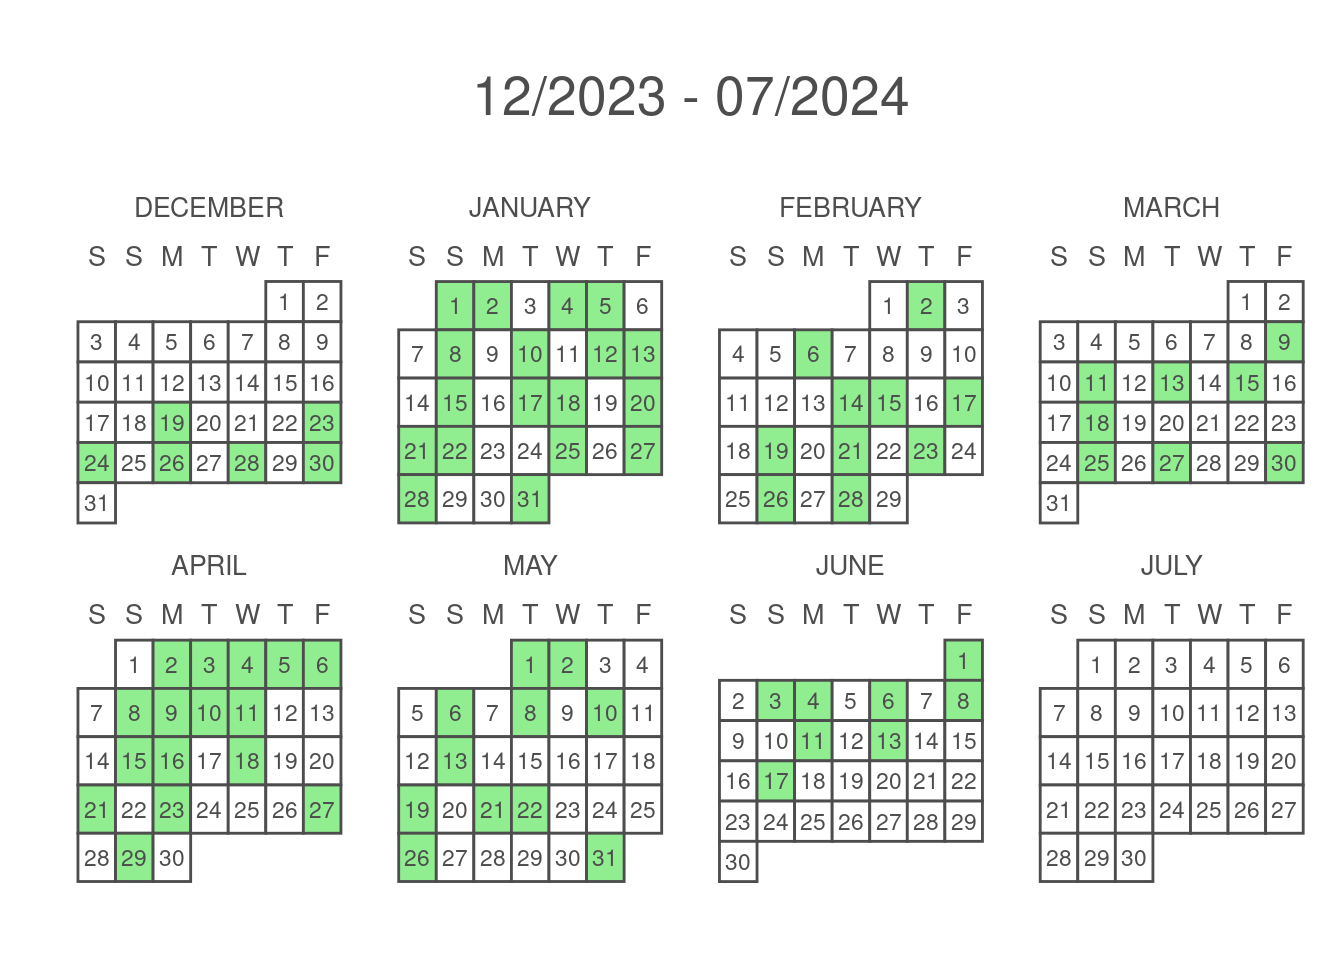 12/2023 - 07/2024
DECEMBER
S S M T W T F
1 2
3 4 5 6 7 8 9
10 11 12 13 14 15 16
17 18 19 20 21 22 23
24 25 26 27 28 29 30
31
JANUARY
S S M T W T F
1 2 3 4 5 6
7 8 9 10 11 12 13
14 15 16 17 18 19 20
21 22 23 24 25 26 27
28 29 30 31
FEBRUARY
S S M T W T F
1 2 3
4 5 6 7 8 9 10
11 12 13 14 15 16 17
18 19 20 21 22 23 24
25 26 27 28 29
MARCH
S S M T W T F
1 2
3 4 5 6 7 8 9
10 11 12 13 14 15 16
17 18 19 20 21 22 23
24 25 26 27 28 29 30
31
APRIL
S S M T W T F
1 2 3 4 5 6
7 8 9 10 11 12 13
14 15 16 17 18 19 20
21 22 23 24 25 26 27
28 29 30
MAY
S S M T W T F
1 2 3 4
5 6 7 8 9 10 11
12 13 14 15 16 17 18
19 20 21 22 23 24 25
26 27 28 29 30 31
JUNE
S S M T W T F
1
2 3 4 5 6 7 8
9 10 11 12 13 14 15
16 17 18 19 20 21 22
23 24 25 26 27 28 29
30
JULY
S S M T W T F
1 2 3 4 5 6
7 8 9 10 11 12 13
14 15 16 17 18 19 20
21 22 23 24 25 26 27
28 29 30